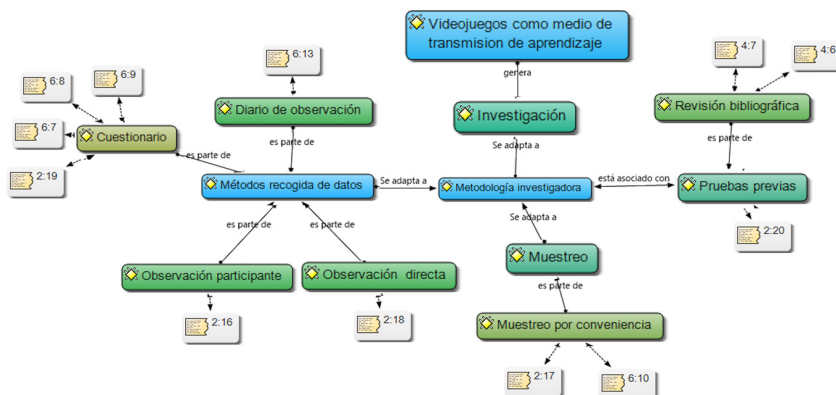 Videojuegos como medio de
transmision de aprendizaje
genera
Investigación
Se adapta a
Metodología investigadora
6:13
Diario de observación
es parte de
6:8
6:9
6:7
2:19
Cuestionario
es parte de
Métodos recogida de datos
Se adapta a
es parte de
es parte de
Observación participante
2:16
Observación directa
2:18
Se adapta a
Muestreo
es parte de
Muestreo por conveniencia
2:17
6:10
4:7
4:6
Revisión bibliográfica
es parte de
está asociado con
Pruebas previas
2:20